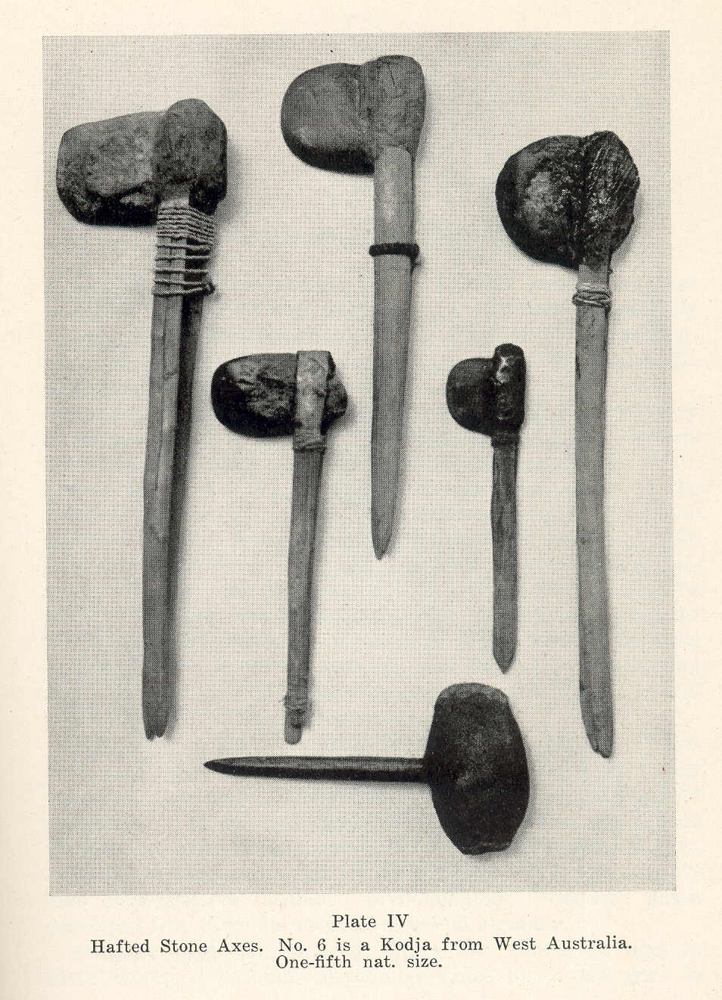 Plate IV
Hafted Stone Axes. No. 6 is a Kodja from West Australia.
One-fifth nat. size.